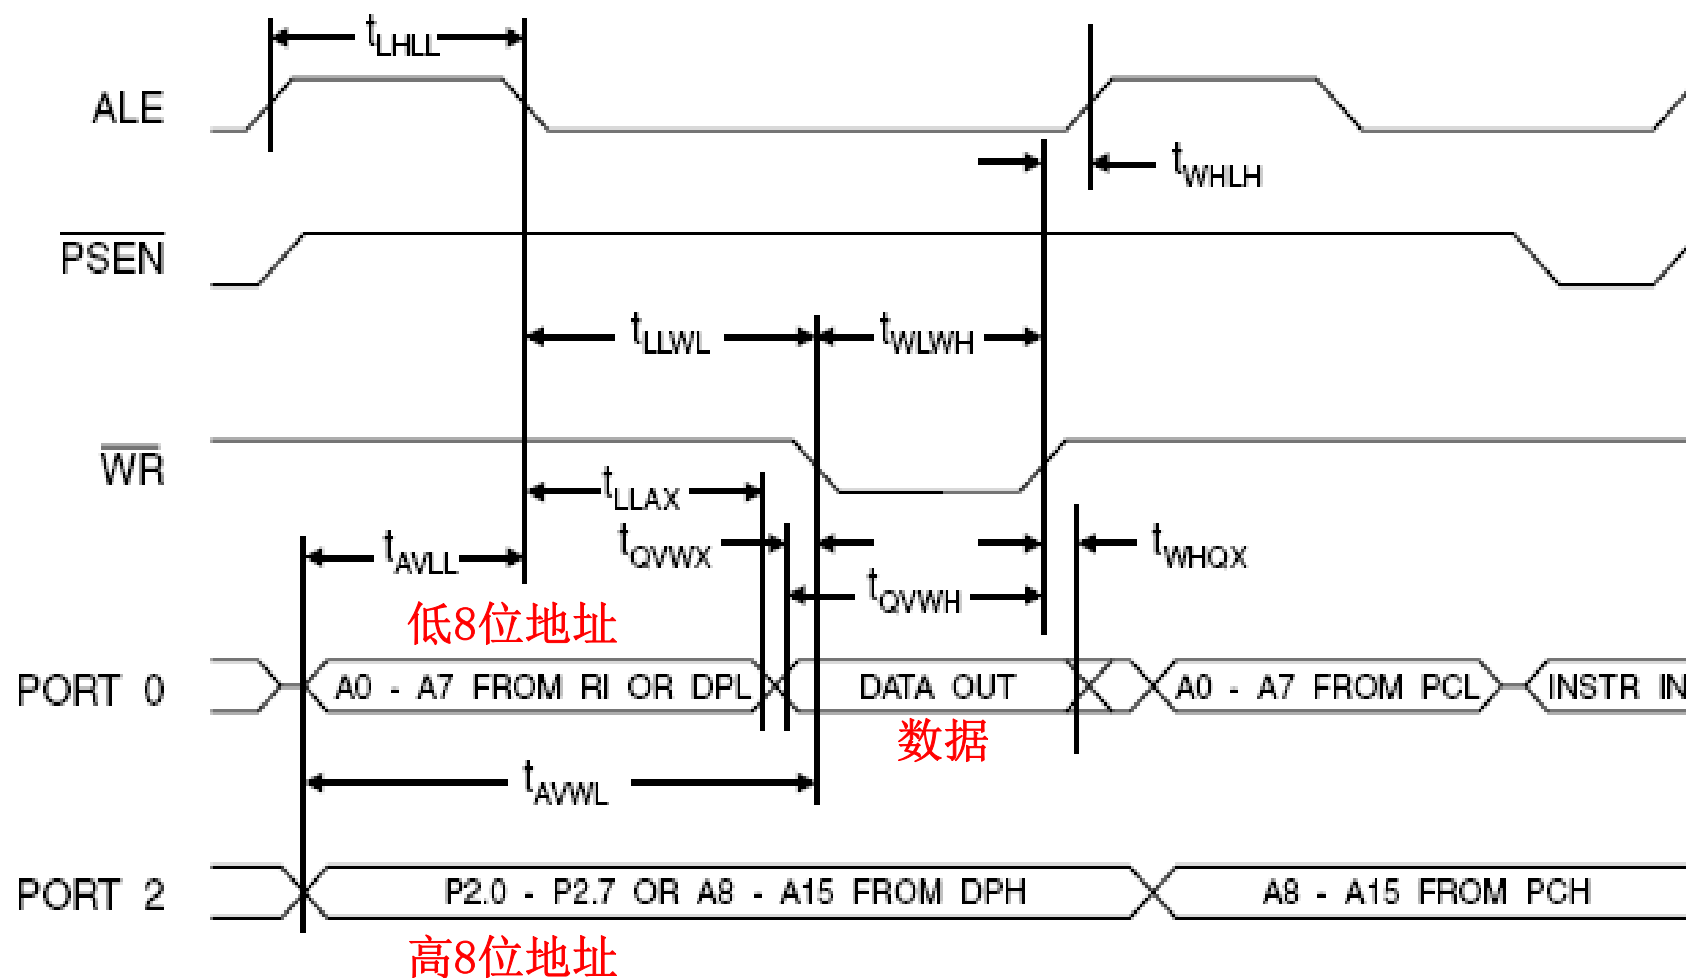 tLHLL
ALE
tWHLH
PSEN
tLLWL
tWLWH
WR
tLLAX
tAVLL
tQVWX
tWHQX
tQVWH
低8位地址
PORT 0
A0 - A7 FROM RI OR DPL
DATA OUT
A0 - A7 FROM PCL
INSTR IN
数据
tAVWL
PORT 2
P2.0 - P2.7 OR A8 - A15 FROM DPH
A8 - A15 FROM PCH
高8位地址